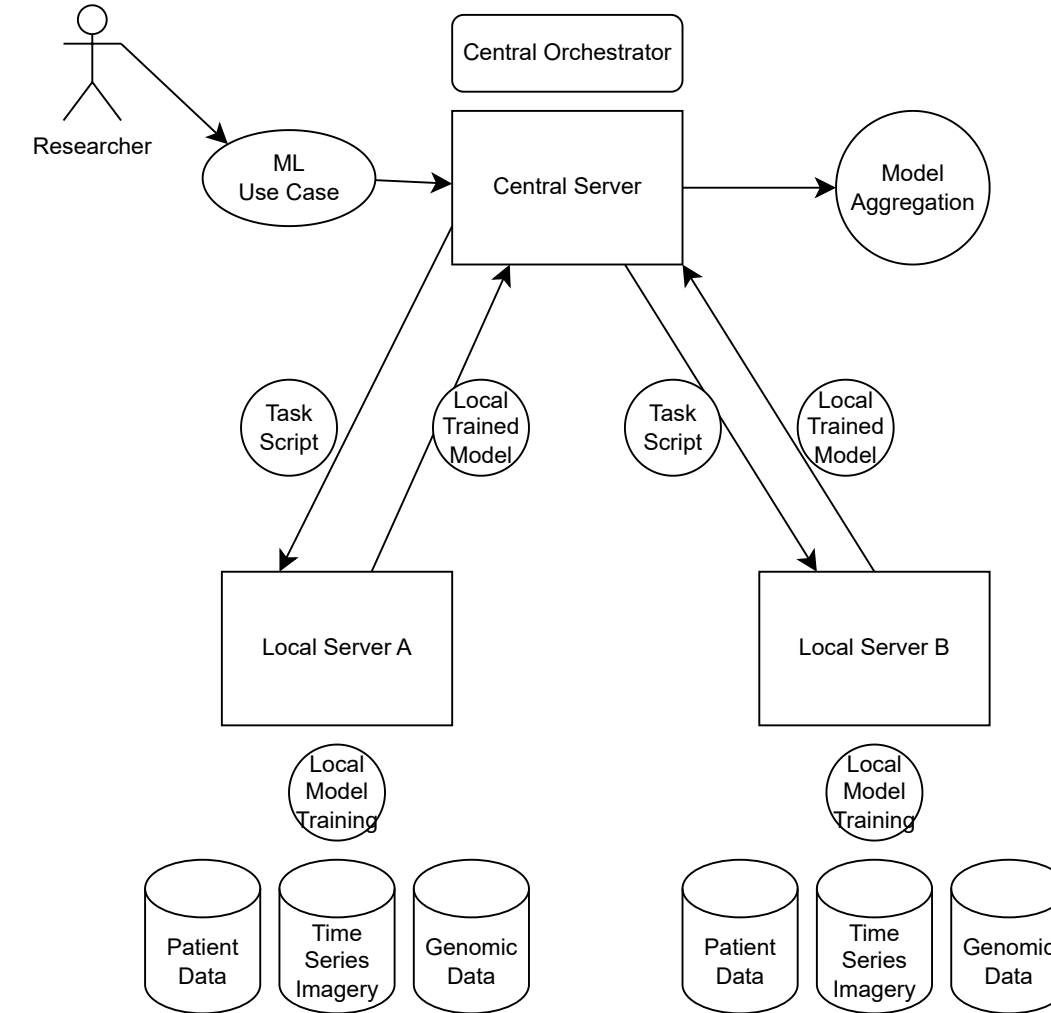 Central Orchestrator
Researcher
ML
Use Case
Central Server
Model
Aggregation
Task
Script
Local
Trained
Model
Task
Script
Local
Trained
Model
Local Server A
Local Server B
Local
Model
Training
Local
Model
Training
Patient
Data
Time
Series
Imagery
Genomic
Data
Patient
Data
Time
Series
Imagery
Genomic
Data